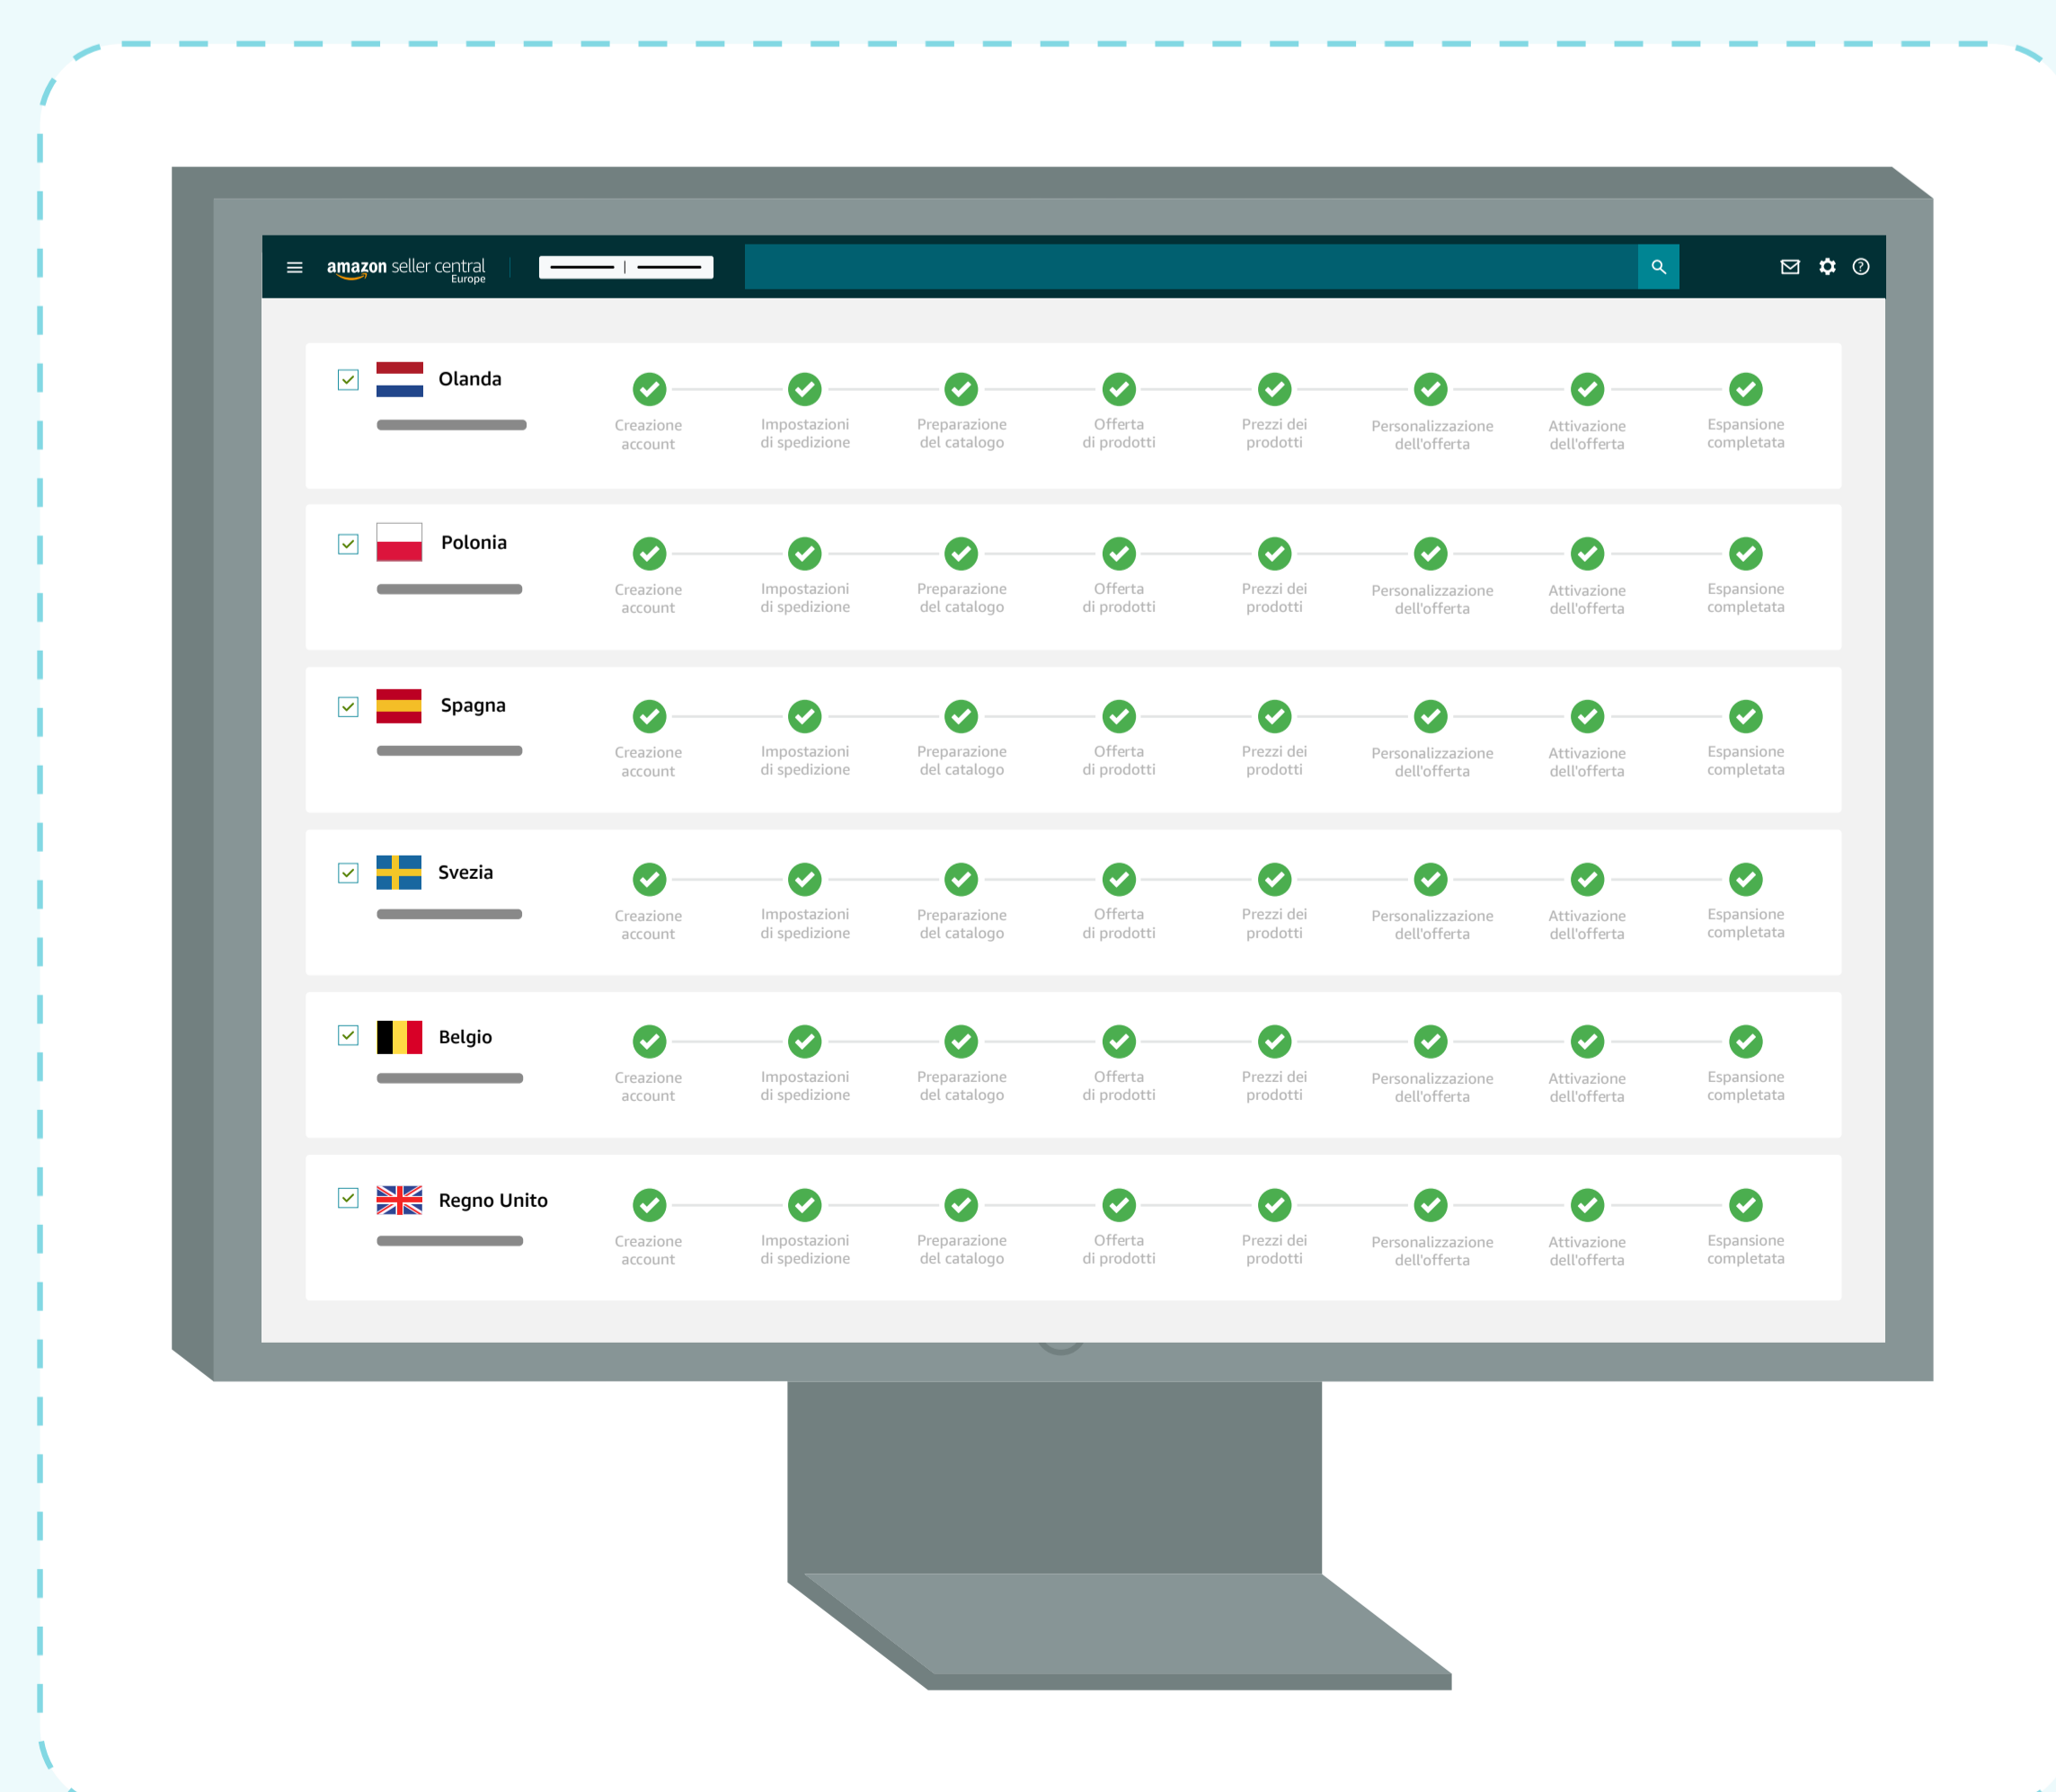 amazon seller central
Europe
Olanda
Creazione
account
Impostazioni
di spedizione
Preparazione
del catalogo
Offerta
di prodotti
Prezzi dei
prodotti
Personalizzazione
dell'offerta
Attivazione
dell'offerta
Espansione
completata
Polonia
Creazione
account
Impostazioni
di spedizione
Preparazione
del catalogo
Offerta
di prodotti
Prezzi dei
prodotti
Personalizzazione
dell'offerta
Attivazione
dell'offerta
Espansione
completata
Spagna
Creazione
account
Impostazioni
di spedizione
Preparazione
del catalogo
Offerta
di prodotti
Prezzi dei
prodotti
Personalizzazione
dell'offerta
Attivazione
dell'offerta
Espansione
completata
Svezia
Creazione
account
Impostazioni
di spedizione
Preparazione
del catalogo
Offerta
di prodotti
Prezzi dei
prodotti
Personalizzazione
dell'offerta
Attivazione
dell'offerta
Espansione
completata
Belgio
Creazione
account
Impostazioni
di spedizione
Preparazione
del catalogo
Offerta
di prodotti
Prezzi dei
prodotti
Personalizzazione
dell'offerta
Attivazione
dell'offerta
Espansione
completata
Regno Unito
Creazione
account
Impostazioni
di spedizione
Preparazione
del catalogo
Offerta
di prodotti
Prezzi dei
prodotti
Personalizzazione
dell'offerta
Attivazione
dell'offerta
Espansione
completata